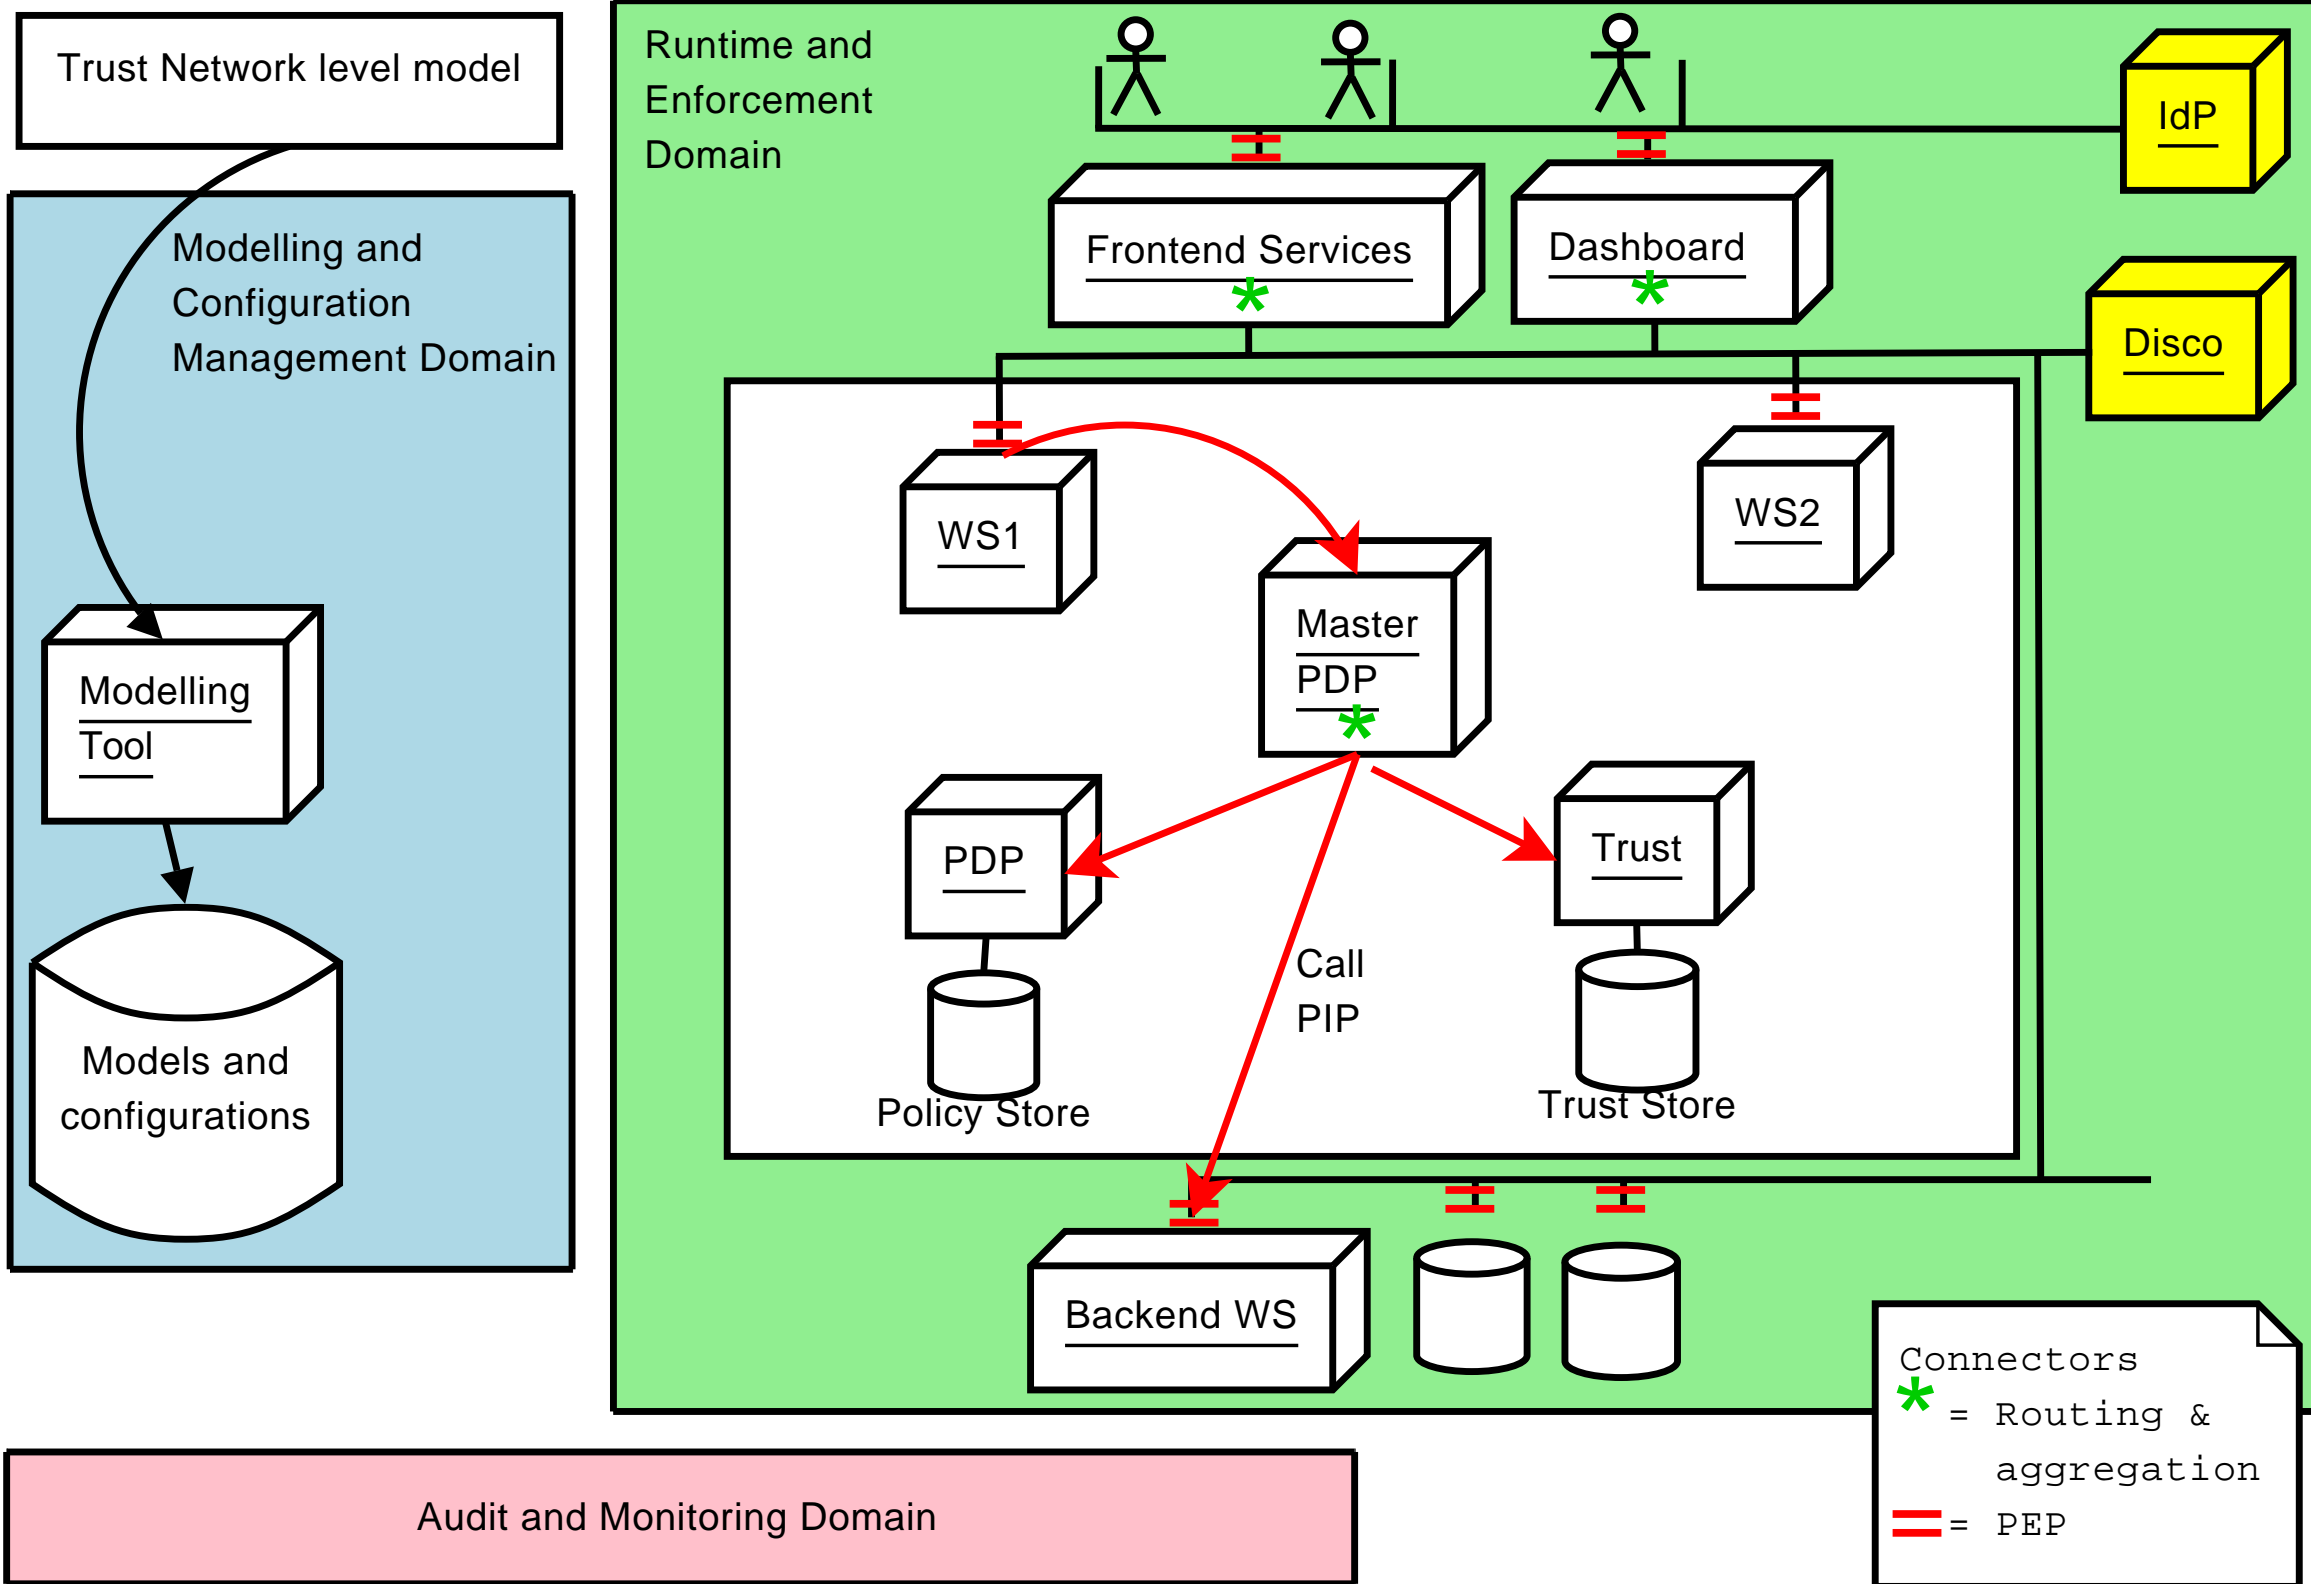 Trust Network level model
Runtime and
Enforcement
Domain
IdP
Modelling and
Configuration
Management Domain
Frontend Services
*
Dashboard
*
Disco
WS1
WS2
Master
PDP
*
Modelling
Tool
PDP
Trust
Call
PIP
Models and
configurations
Policy Store
Trust Store
Backend WS
Connectors
* = Routing &
aggregation
= PEP
Audit and Monitoring Domain